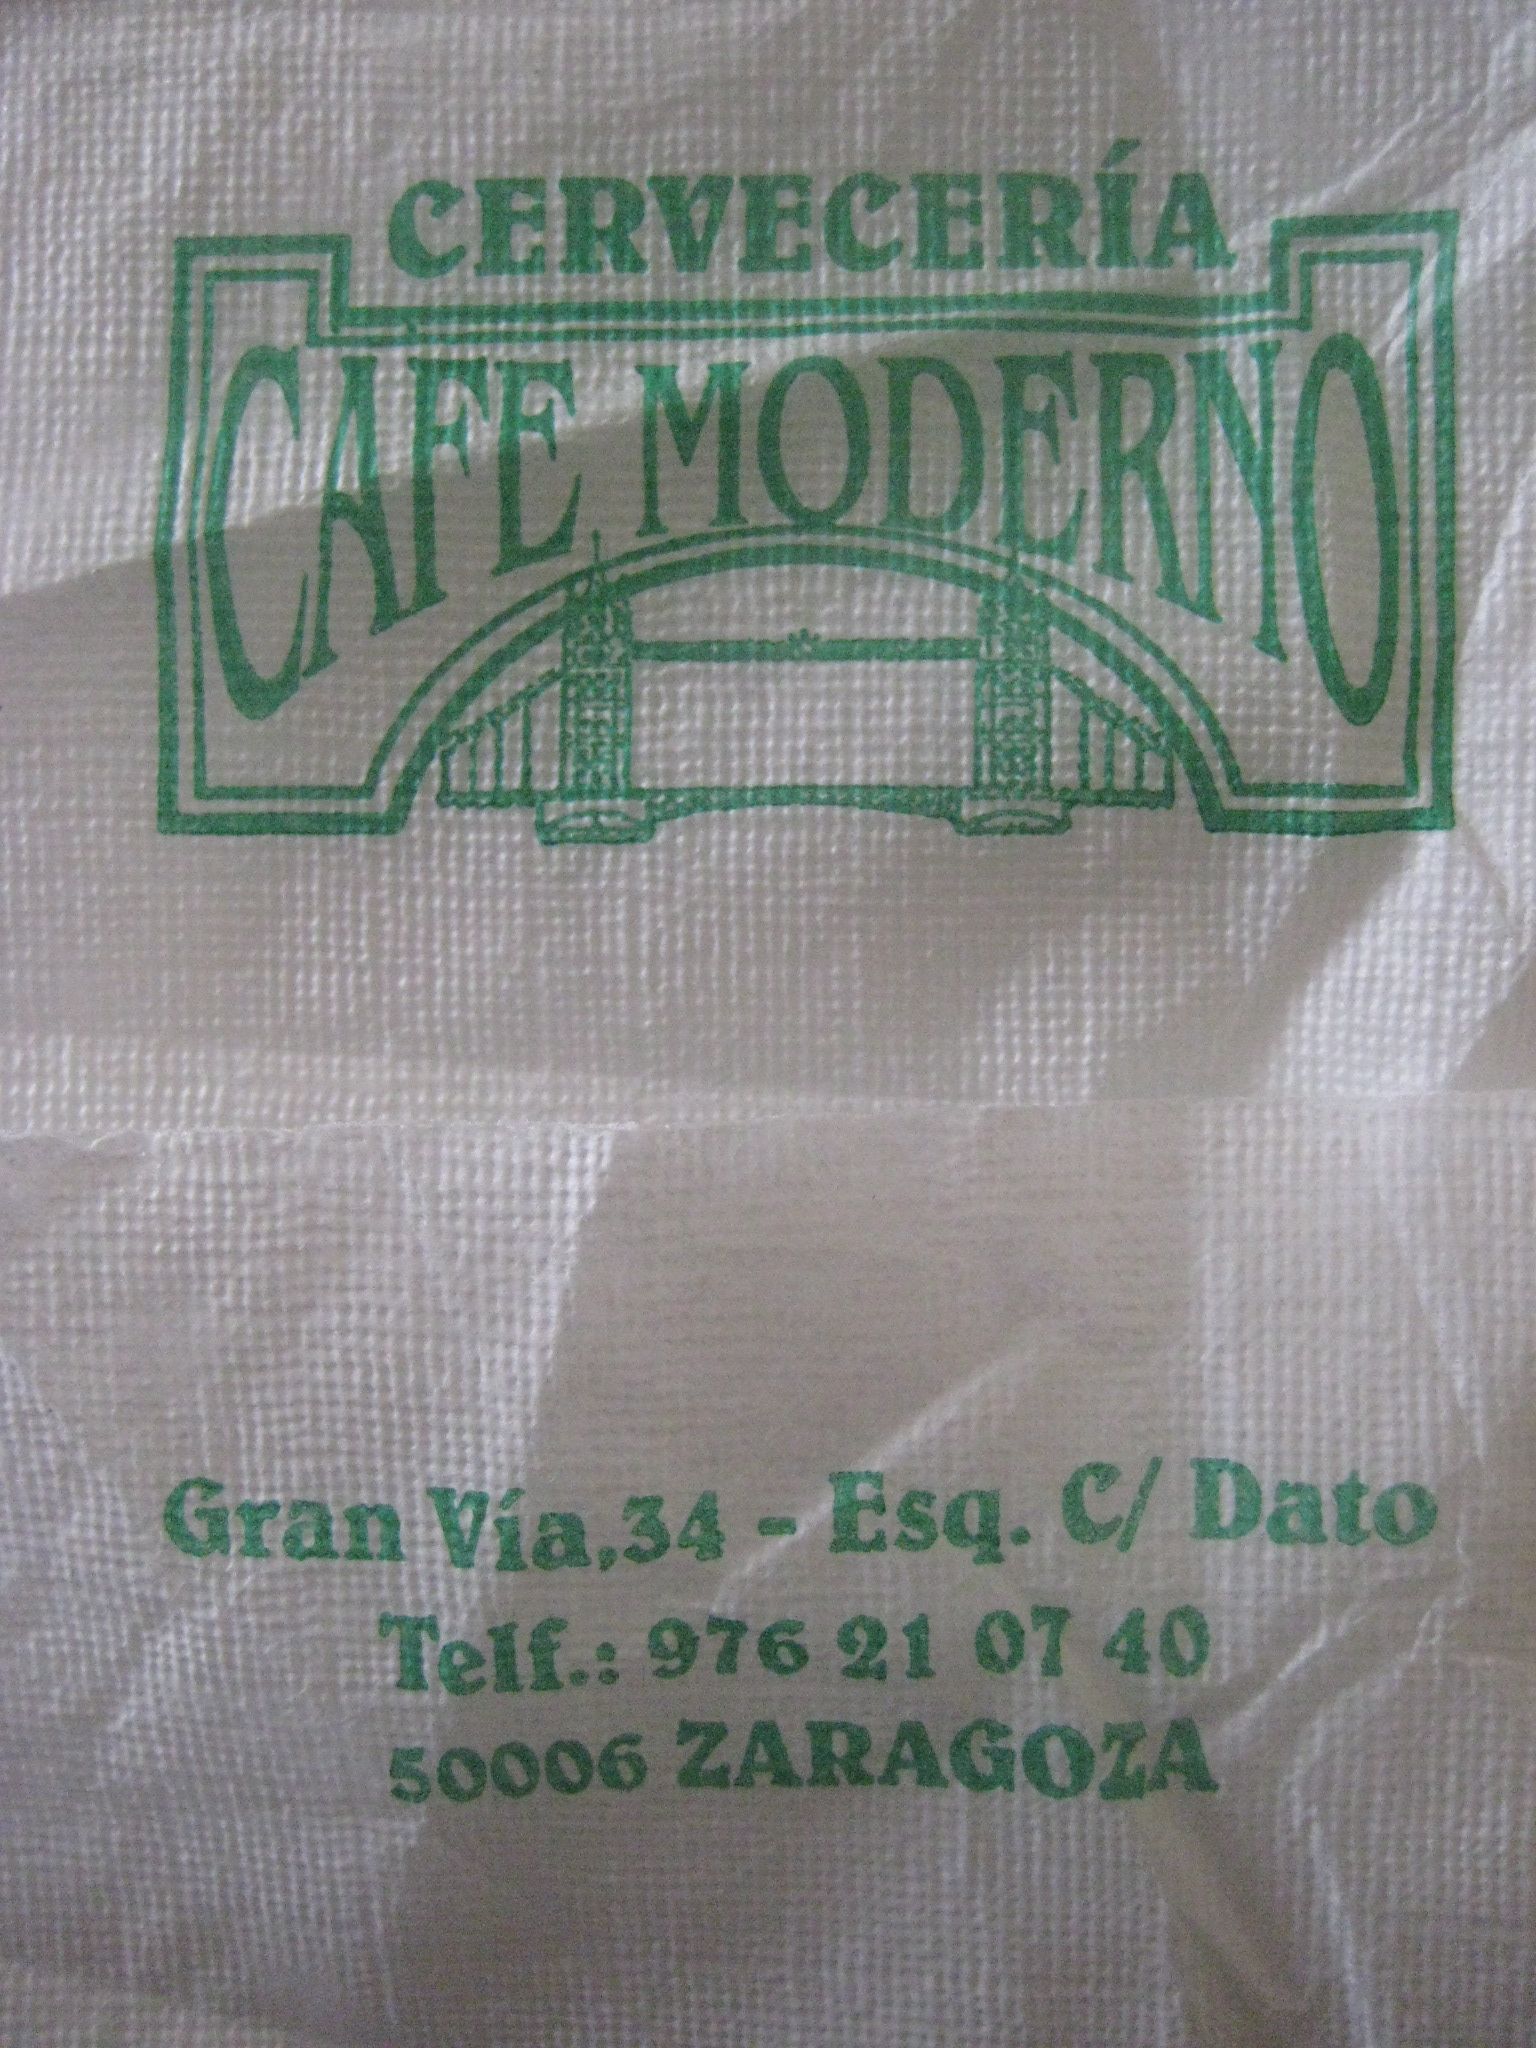 CERVECERÍA
CAFE MODERNO
Gran Vía,34 - Esq. C/ Dato
Telf.: 976 21 07 40
50006 ZARAGOZA